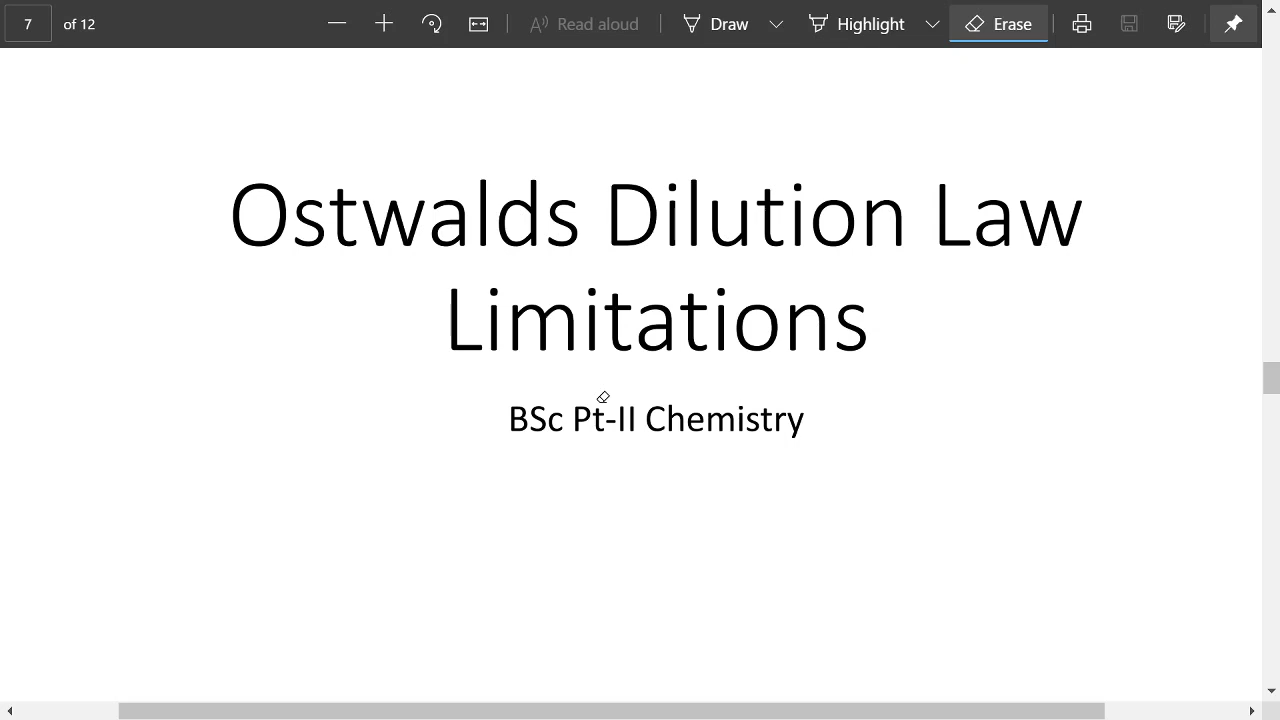 7 of 12 Read aloud Draw Highlight Erase
Ostwalds Dilution Law
Limitations
BSc Pt-II Chemistry